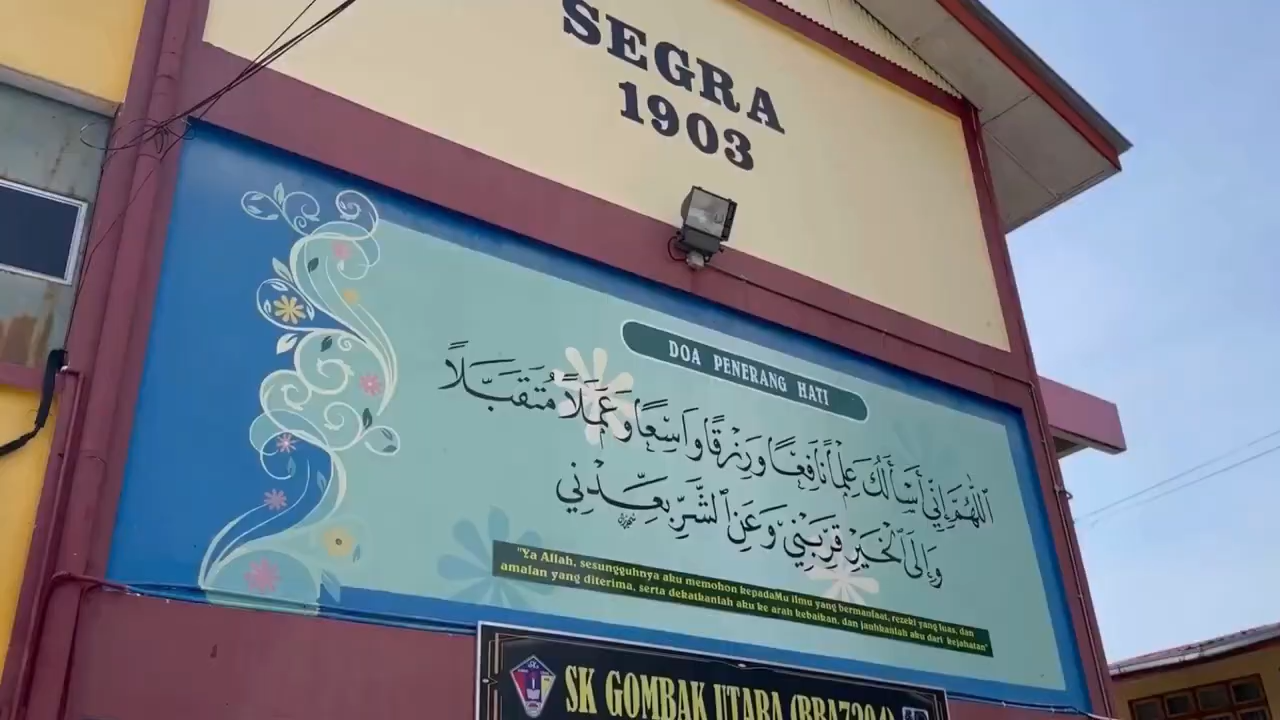 SEGRA
1903
DOA PENERANG HATI
اَللّٰهُمَّ إِنِّي أَسْأَلُكَ عِلْمًا نَافِعًا وَرِزْقًا وَاسِعًا وَعَمَلًا مُتَقَبَّلًا
وَإِلَى الْخَيْرِ قَرِّبْنِيْ وَعَنِ الشَّرِّ بَعِّدْنِي
"Ya Allah, sesungguhnya aku memohon kepadaMu ilmu yang bermanfaat, rezeki yang luas, dan
amalan yang diterima, serta dekatkanlah aku ke arah kebaikan, dan jauhkanlah aku dari kejahatan"
SK GOMBAK UTARA (BBA7204)